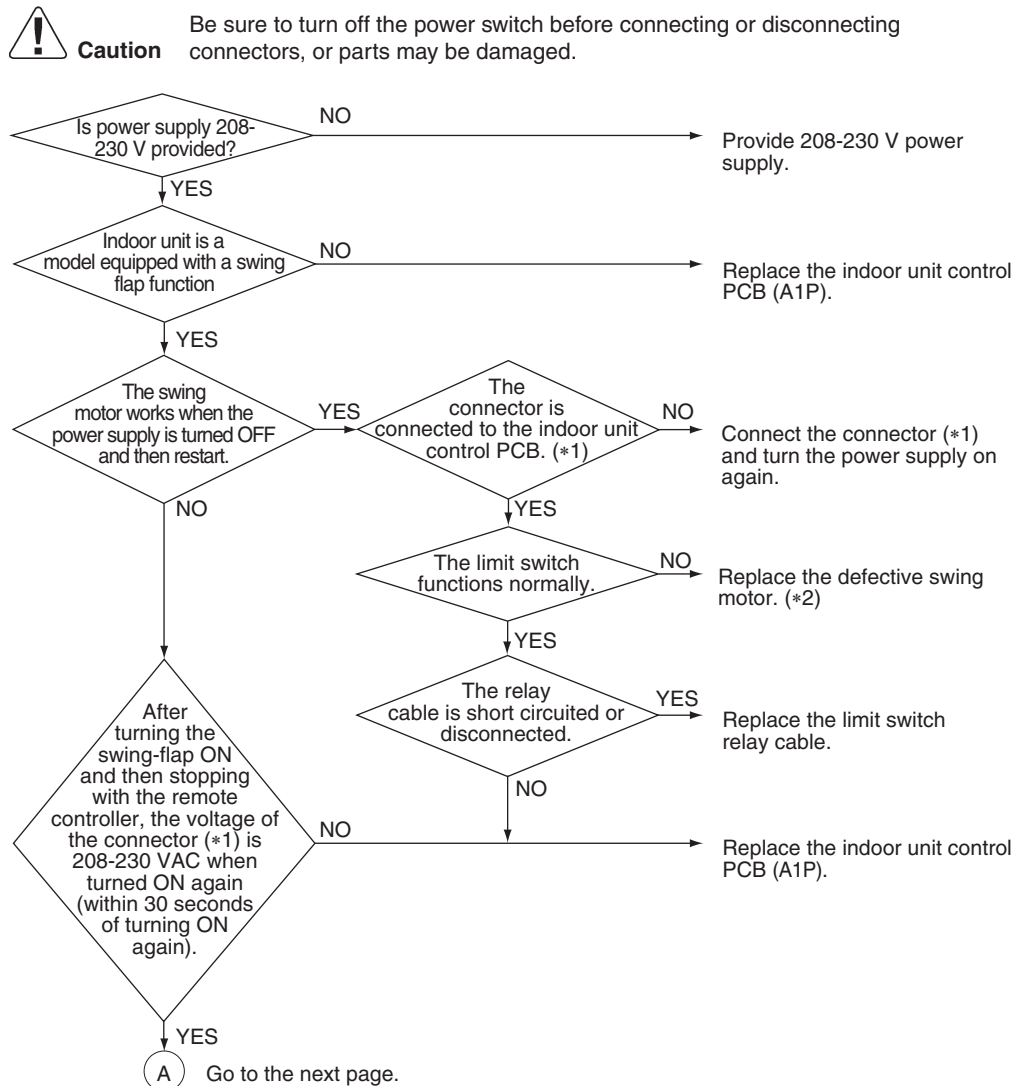 Caution
Be sure to turn off the power switch before connecting or disconnecting
connectors, or parts may be damaged.
Is power supply 208-
230 V provided?
NO
Provide 208-230 V power
supply.
YES
Indoor unit is a
model equipped with a swing
flap function
NO
Replace the indoor unit control
PCB (A1P).
YES
The swing
motor works when the
power supply is turned OFF
and then restart.
YES
The
connector is
connected to the indoor unit
control PCB. (*1)
NO
Connect the connector (*1)
and turn the power supply on
again.
NO
YES
The limit switch
functions normally.
NO
Replace the defective swing
motor. (*2)
YES
The relay
cable is short circuited or
disconnected.
YES
Replace the limit switch
relay cable.
NO
After
turning the
swing-flap ON
and then stopping
with the remote
controller, the voltage of
the connector (*1) is
208-230 VAC when
turned ON again
(within 30 seconds
of turning ON
again).
NO
Replace the indoor unit control
PCB (A1P).
YES
A
Go to the next page.